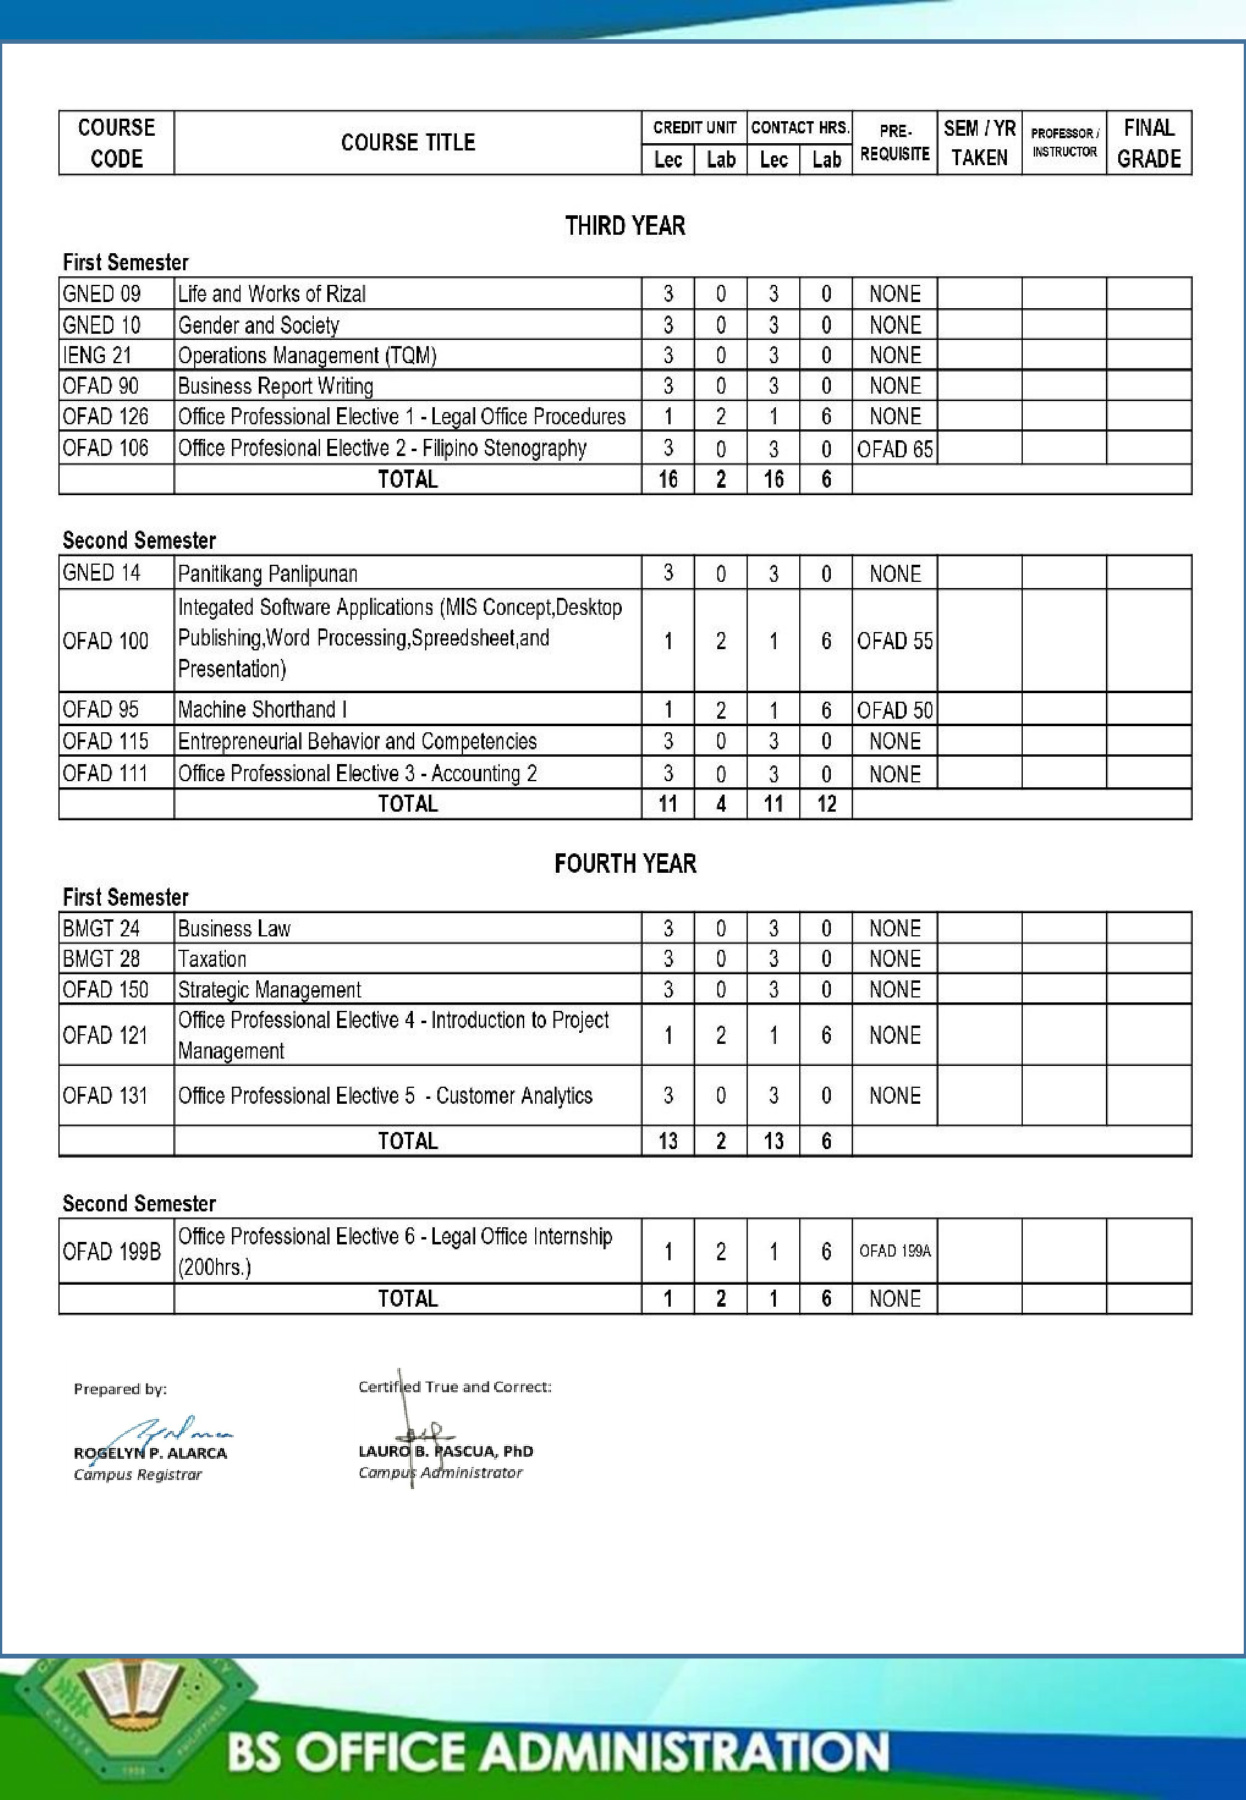 COURSE CODE COURSE TITLE CREDIT UNIT CONTACT HRS. PRE-REQUISITE SEM / YR TAKEN PROFESSOR / INSTRUCTOR FINAL GRADE
Lec Lab Lec Lab
THIRD YEAR
First Semester
GNED 09 Life and Works of Rizal 3 0 3 0 NONE
GNED 10 Gender and Society 3 0 3 0 NONE
IENG 21 Operations Management (TQM) 3 0 3 0 NONE
OFAD 90 Business Report Writing 3 0 3 0 NONE
OFAD 126 Office Professional Elective 1 - Legal Office Procedures 1 2 1 6 NONE
OFAD 106 Office Profesional Elective 2 - Filipino Stenography 3 0 3 0 OFAD 65
TOTAL 16 2 16 6
Second Semester
GNED 14 Panitikang Panlipunan 3 0 3 0 NONE
Integated Software Applications (MIS Concept,Desktop
OFAD 100 Publishing,Word Processing,Spreedsheet,and 1 2 1 6 OFAD 55
Presentation)
OFAD 95 Machine Shorthand I 1 2 1 6 OFAD 50
OFAD 115 Entrepreneurial Behavior and Competencies 3 0 3 0 NONE
OFAD 111 Office Professional Elective 3 - Accounting 2 3 0 3 0 NONE
TOTAL 11 4 11 12
FOURTH YEAR
First Semester
BMGT 24 Business Law 3 0 3 0 NONE
BMGT 28 Taxation 3 0 3 0 NONE
OFAD 150 Strategic Management 3 0 3 0 NONE
OFAD 121 Office Professional Elective 4 - Introduction to Project 1 2 1 6 NONE
Management
OFAD 131 Office Professional Elective 5 - Customer Analytics 3 0 3 0 NONE
TOTAL 13 2 13 6
Second Semester
OFAD 199B Office Professional Elective 6 - Legal Office Internship 1 2 1 6 OFAD 199A
(200hrs.)
TOTAL 1 2 1 6 NONE
Prepared by: Certified True and Correct:
ROGELYN P. ALARCA LAURO B. PASCUA, PhD
Campus Registrar Campus Administrator
BS OFFICE ADMINISTRATION